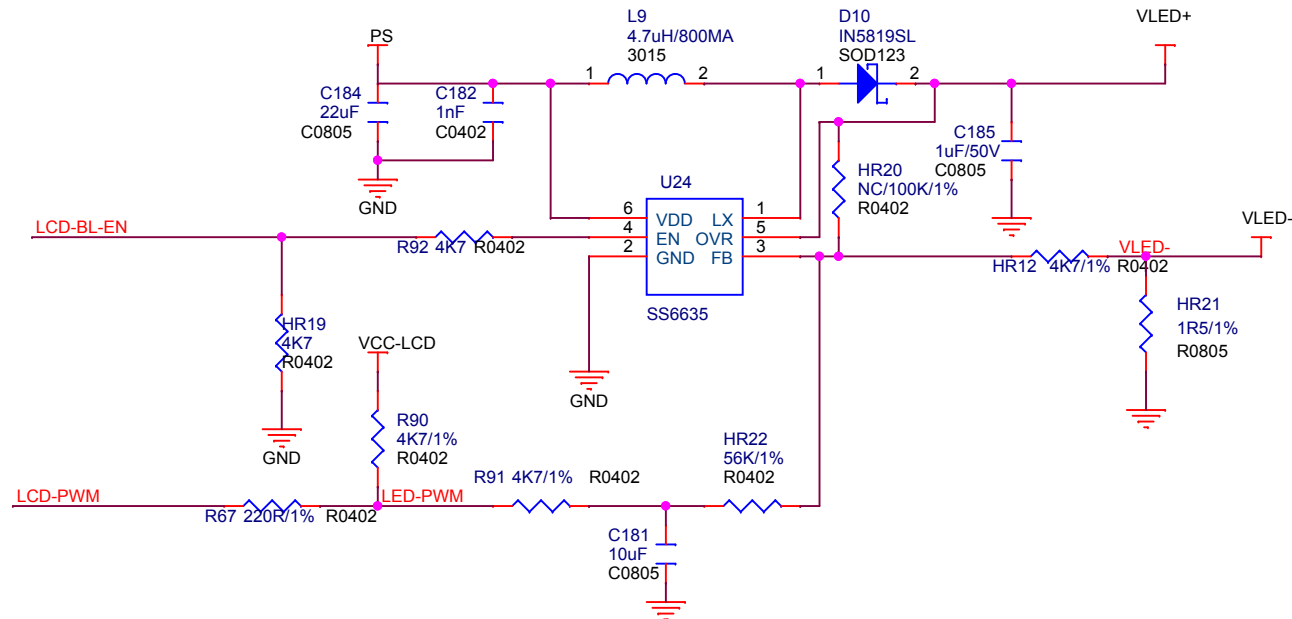 L9
4.7uH/800MA
3015
D10
IN5819SL
SOD123
VLED+
PS
1
2
1
2
C184
22uF
C0805
C182
1nF
C0402
C185
1uF/50V
C0805
GND
HR20
NC/100K/1%
R0402
U24
6
4
2
VDD
EN
GND
LX
OVR
FB
1
5
3
SS6635
LCD-BL-EN
R92 4K7 R0402
VLED-
VLED-
HR12 4K7/1% R0402
HR21
1R5/1%
R0805
HR19
4K7
R0402
GND
GND
VCC-LCD
R90
4K7/1%
R0402
HR22
56K/1%
R0402
R91 4K7/1% R0402
LCD-PWM
LED-PWM
R67 220R/1% R0402
C181
10uF
C0805